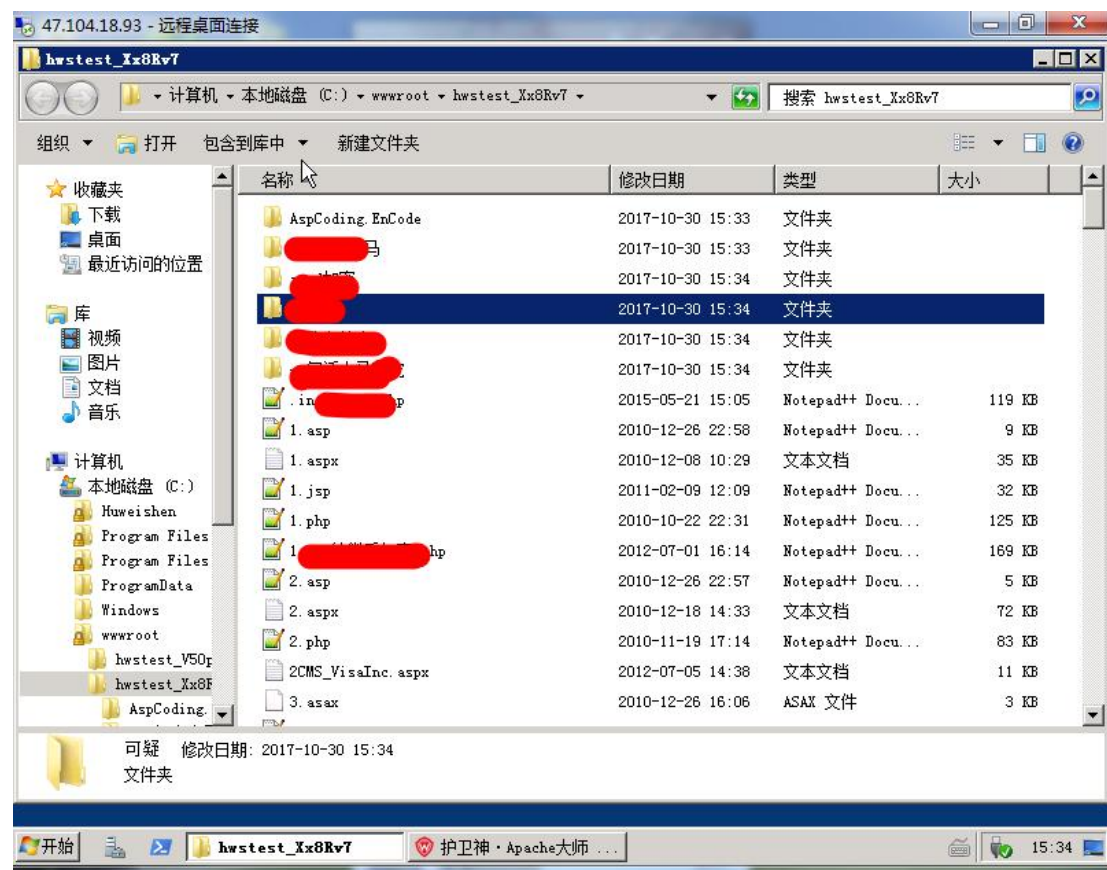 47.104.18.93 - 远程桌面连接
hwstest_Xx8Rv7
计算机 本地磁盘 (C:) wwwroot hwstest_Xx8Rv7
搜索 hwstest_Xx8Rv7
组织 打开 包含到库中 新建文件夹
收藏夹
下载
桌面
最近访问的位置
库
视频
图片
文档
音乐
计算机
本地磁盘 (C:)
Huweishen
Program Files
Program Files
ProgramData
Windows
wwwroot
hwstest_V5Op
hwstest_Xx8R
AspCoding.
名称 修改日期 类型 大小
AspCoding.EnCode 2017-10-30 15:33 文件夹
马 2017-10-30 15:33 文件夹
2017-10-30 15:34 文件夹
2017-10-30 15:34 文件夹
2017-10-30 15:34 文件夹
2017-10-30 15:34 文件夹
.in p 2015-05-21 15:05 Notepad++ Docu... 119 KB
1.asp 2010-12-26 22:58 Notepad++ Docu... 9 KB
1.aspx 2010-12-08 10:29 文本文档 35 KB
1.jsp 2011-02-09 12:09 Notepad++ Docu... 32 KB
1.php 2010-10-22 22:31 Notepad++ Docu... 125 KB
1 hp 2012-07-01 16:14 Notepad++ Docu... 169 KB
2.asp 2010-12-26 22:57 Notepad++ Docu... 5 KB
2.aspx 2010-12-18 14:33 文本文档 72 KB
2.php 2010-11-19 17:14 Notepad++ Docu... 83 KB
2CMS_VisaInc.aspx 2012-07-05 14:38 文本文档 11 KB
3.asax 2010-12-26 16:06 ASAX 文件 3 KB
可疑 修改日期: 2017-10-30 15:34
文件夹
开始 hwstest_Xx8Rv7 护卫神·Apache大师 ... 15:34